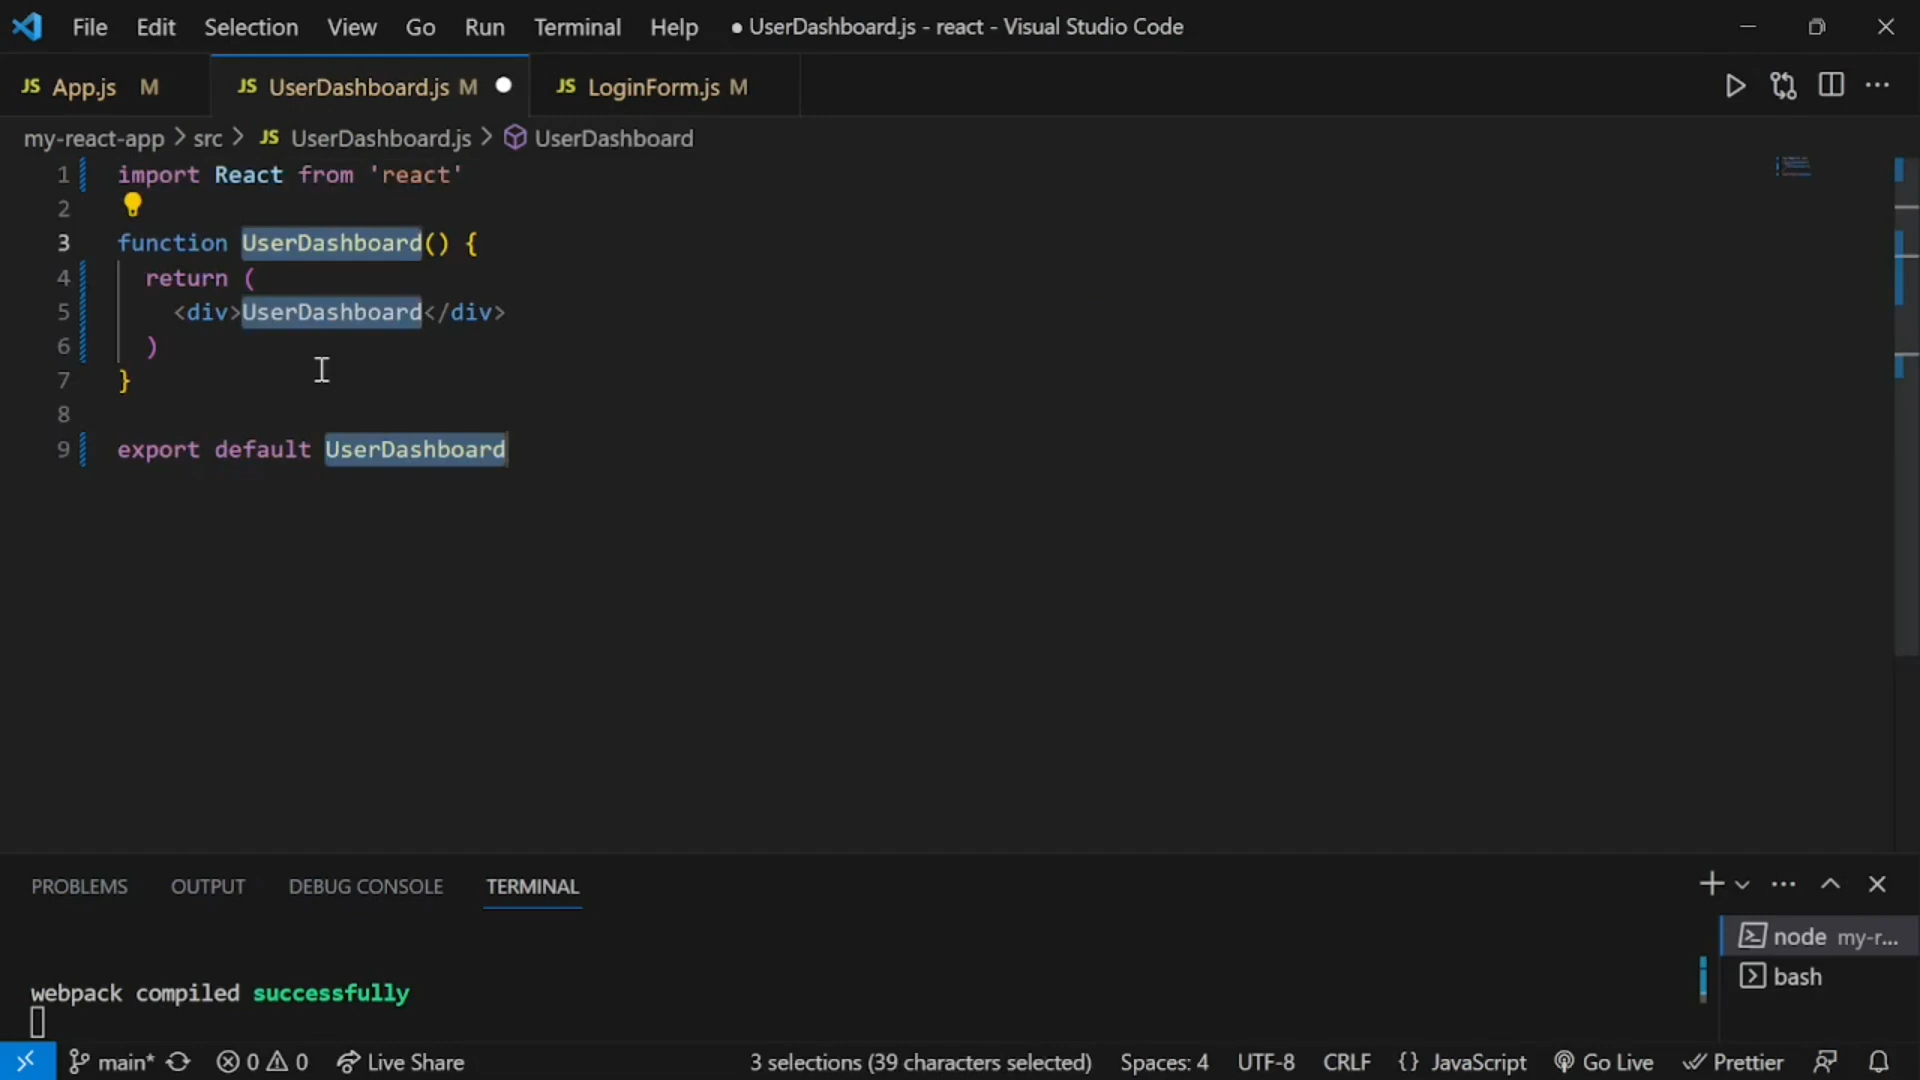 File Edit Selection View Go Run Terminal Help ● UserDashboard.js - react - Visual Studio Code
JS App.js M JS UserDashboard.js M JS LoginForm.js M
my-react-app > src > JS UserDashboard.js > UserDashboard
1 import React from 'react'
2
3 function UserDashboard() {
4 return (
5 <div>UserDashboard</div>
6 )
7 }
8
9 export default UserDashboard
PROBLEMS OUTPUT DEBUG CONSOLE TERMINAL
node my-r...
bash
webpack compiled successfully
main* 0 0 Live Share 3 selections (39 characters selected) Spaces: 4 UTF-8 CRLF {} JavaScript Go Live Prettier